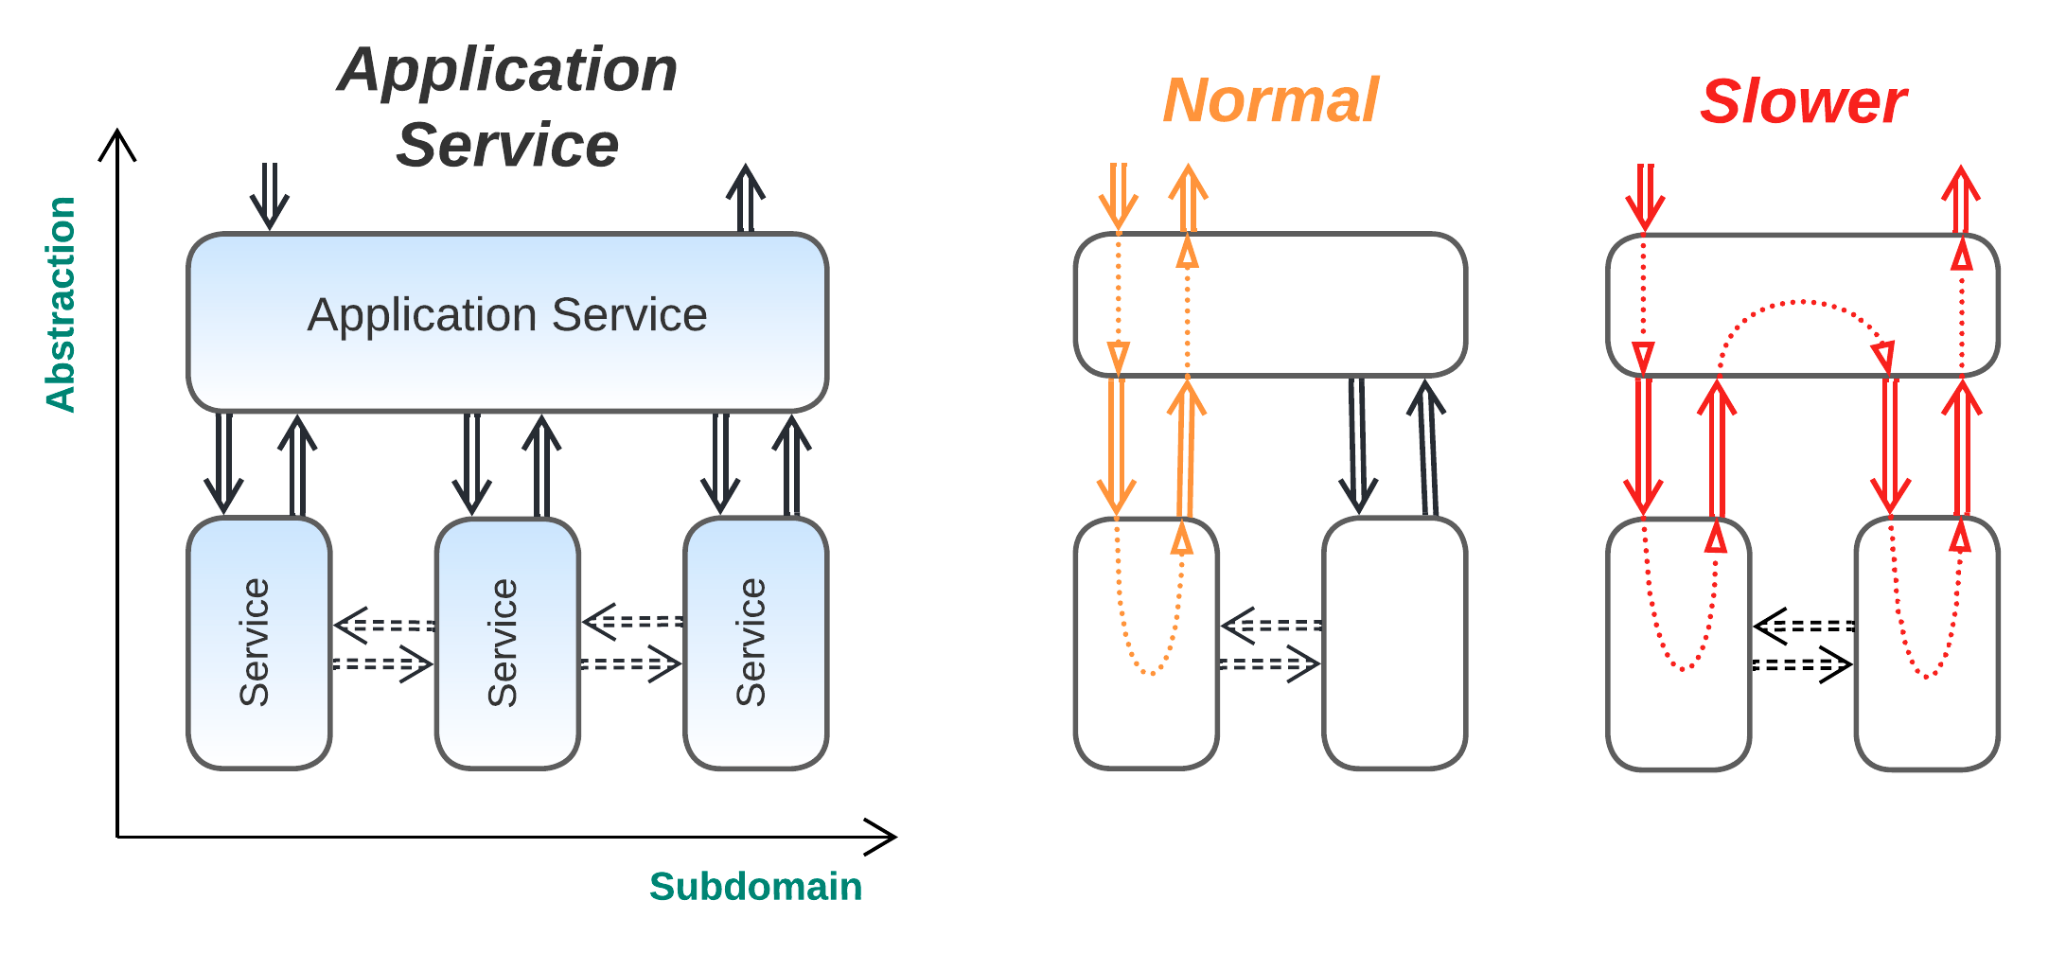 Application
Service
Normal
Slower
Abstraction
Application Service
Service
Service
Service
Subdomain